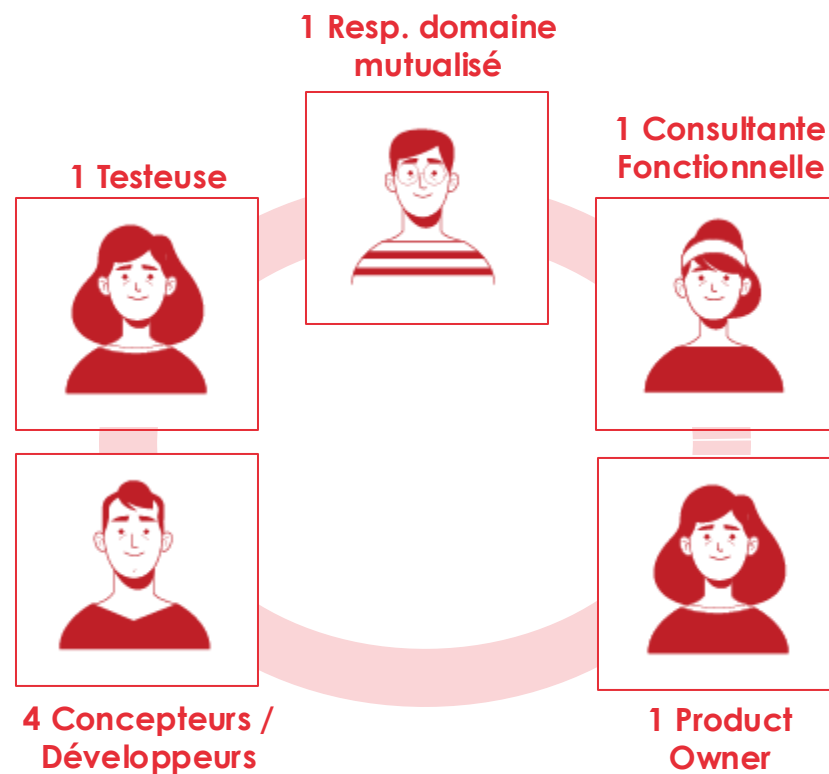 1 Resp. domaine
mutualisé
1 Consultante
Fonctionnelle
1 Testeuse
4 Concepteurs /
Développeurs
1 Product
Owner